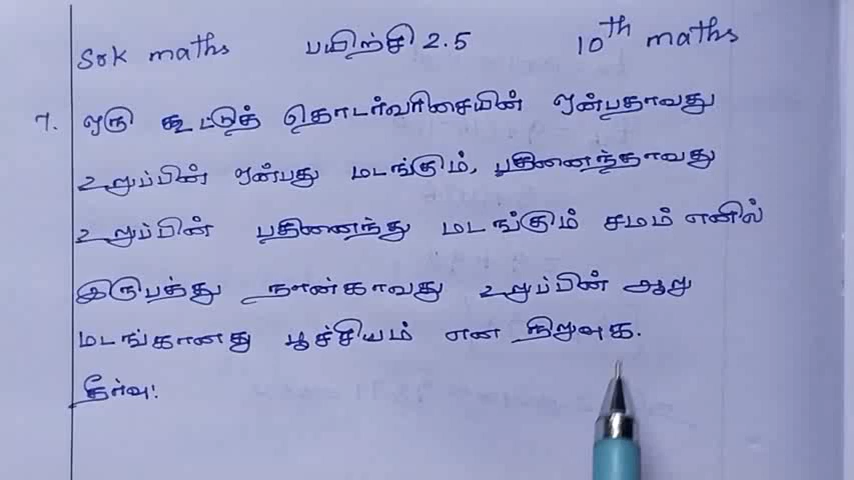 SrK maths பயிற்சி 2.5 10th maths
7. ஒரு கூட்டுத் தொடர்வரிசையின் ஒன்பதாவது
உறுப்பின் ஒன்பது மடங்கும், பதினைந்தாவது
உறுப்பின் பதினைந்து மடங்கும் சமம் எனில்
இருபத்து நான்காவது உறுப்பின் ஆறு
மடங்கானது பூச்சியம் என நிறுவுக.
தீர்வு: